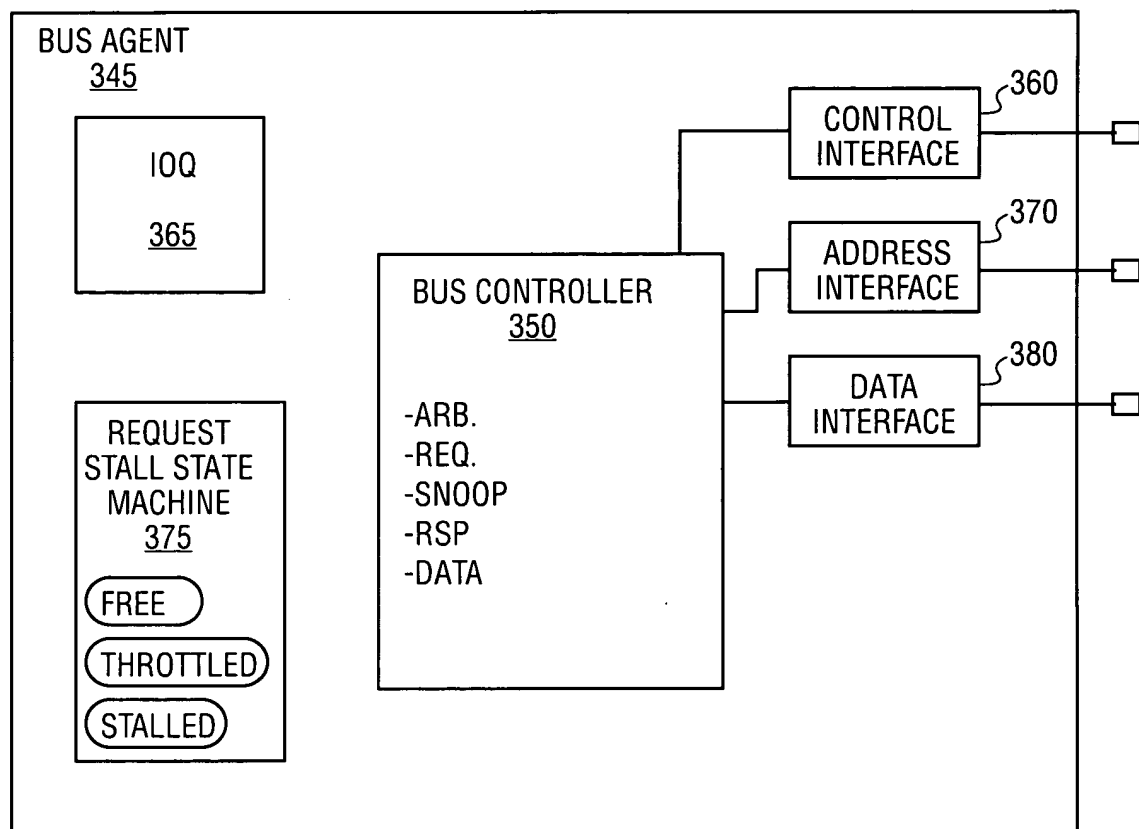 BUS AGENT
345
IOQ
365
REQUEST
STALL STATE
MACHINE
375
FREE
THROTTLED
STALLED
BUS CONTROLLER
350
-ARB.
-REQ.
-SNOOP
-RSP
-DATA
360
CONTROL
INTERFACE
370
ADDRESS
INTERFACE
380
DATA
INTERFACE